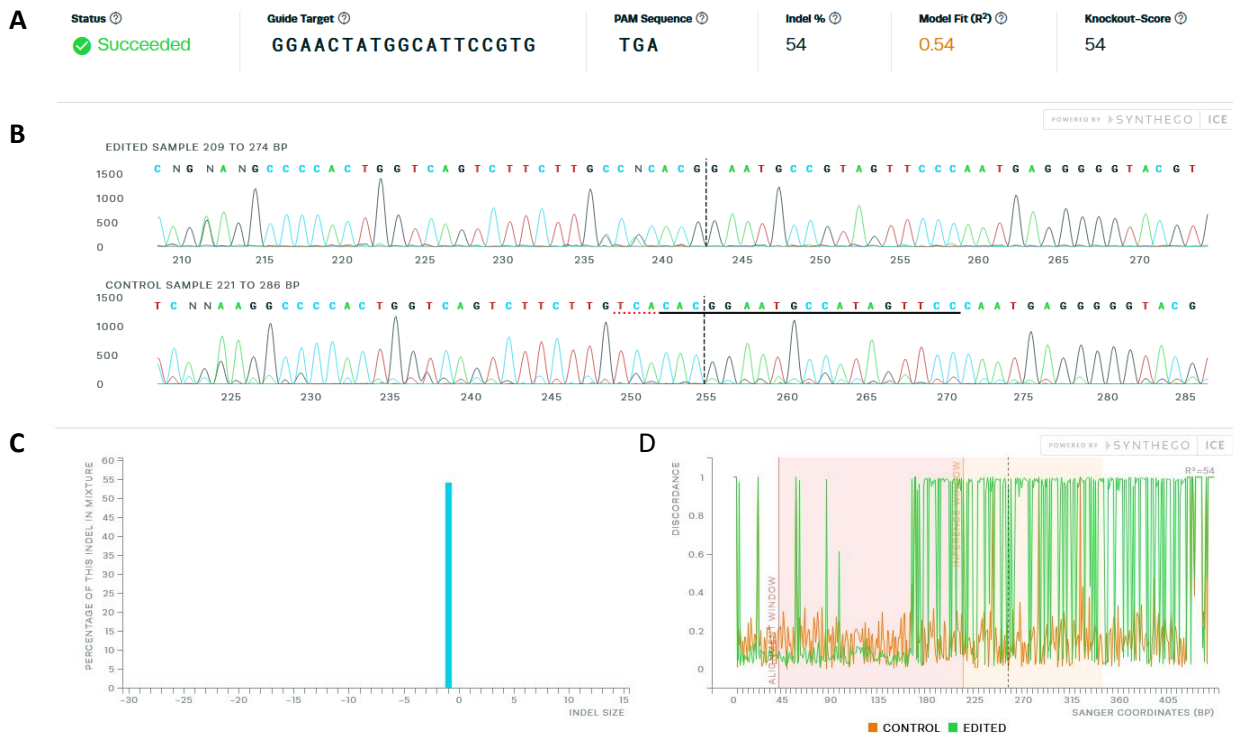 A
Status ? Guide Target ? PAM Sequence ? Indel % ? Model Fit (R²) ? Knockout-Score ?
Succeeded GGAACTATGGCATTCCGTG TGA 54 0.54 54
POWERED BY SYNTHEGO ICE
B
EDITED SAMPLE 209 TO 274 BP
C N G N A N G C C C C A C T G G T C A G T C T T C T T G C C N C A C G G A A T G C C G T A G T T C C C A A T G A G G G G G T A C G T
1500
1000
500
0
210 215 220 225 230 235 240 245 250 255 260 265 270
CONTROL SAMPLE 221 TO 286 BP
T C N N A A G G C C C C A C T G G T C A G T C T T C T T G T C A C A C G G A A T G C C A T A G T T C C C A A T G A G G G G G T A C G
1500
1000
500
0
225 230 235 240 245 250 255 260 265 270 275 280 285
POWERED BY SYNTHEGO ICE
C
PERCENTAGE OF THIS INDEL IN MIXTURE
60
55
50
45
40
35
30
25
20
15
10
5
0
-30 -25 -20 -15 -10 -5 0 5 10 15
INDEL SIZE
D
DISCORDANCE
1
0.8
0.6
0.4
0.2
0
ALIGNMENT WINDOW
INFERENCE WINDOW
R²=54
0 45 90 135 180 225 270 315 360 405
SANGER COORDINATES (BP)
CONTROL EDITED